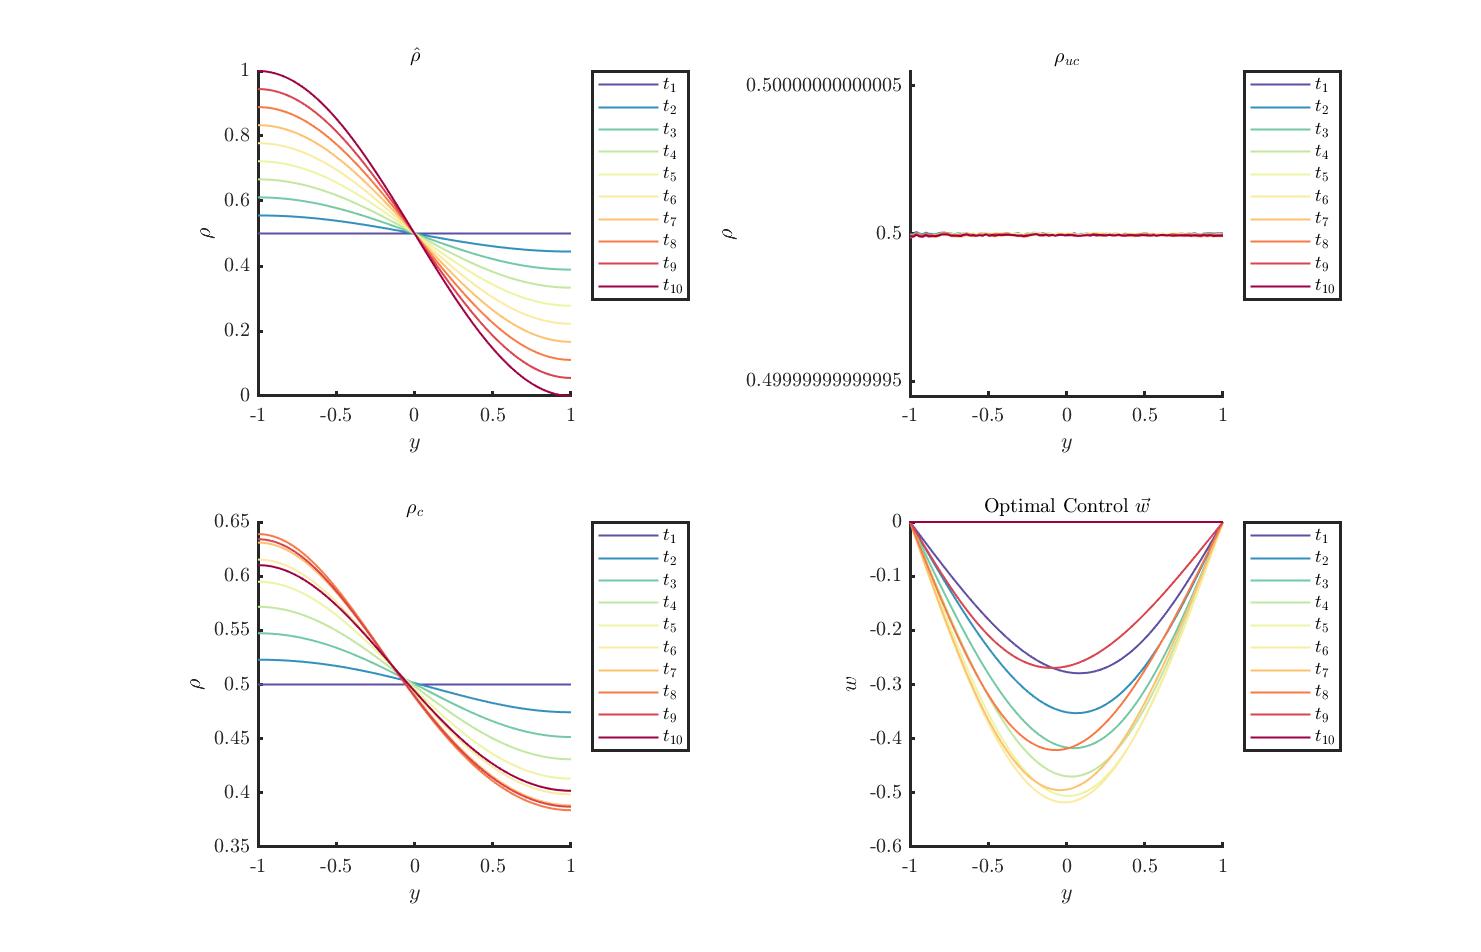 ρ̂
1
0.8
0.6
0.4
0.2
0
ρ
-1 -0.5 0 0.5 1
y
t₁
t₂
t₃
t₄
t₅
t₆
t₇
t₈
t₉
t₁₀
ρ_uc
0.50000000000005
0.5
0.49999999999995
ρ
-1 -0.5 0 0.5 1
y
t₁
t₂
t₃
t₄
t₅
t₆
t₇
t₈
t₉
t₁₀
ρ_c
0.65
0.6
0.55
0.5
0.45
0.4
0.35
ρ
-1 -0.5 0 0.5 1
y
t₁
t₂
t₃
t₄
t₅
t₆
t₇
t₈
t₉
t₁₀
Optimal Control w⃗
0
-0.1
-0.2
-0.3
-0.4
-0.5
-0.6
w
-1 -0.5 0 0.5 1
y
t₁
t₂
t₃
t₄
t₅
t₆
t₇
t₈
t₉
t₁₀